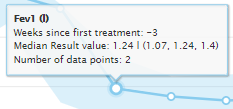 Fev1 (l)
Weeks since first treatment: -3
Median Result value: 1.24 l (1.07, 1.24, 1.4)
Number of data points: 2